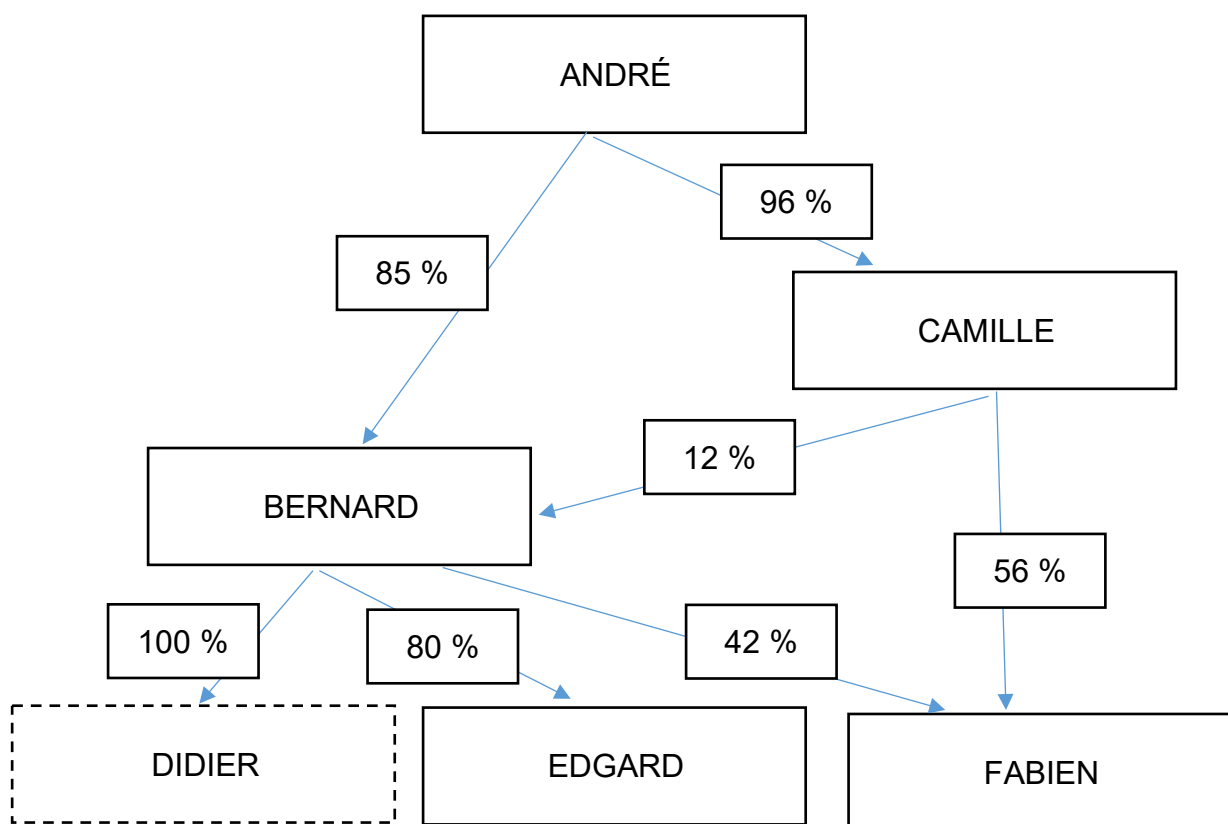 ANDRÉ
96 %
85 %
CAMILLE
12 %
BERNARD
56 %
100 %
80 %
42 %
DIDIER
EDGARD
FABIEN